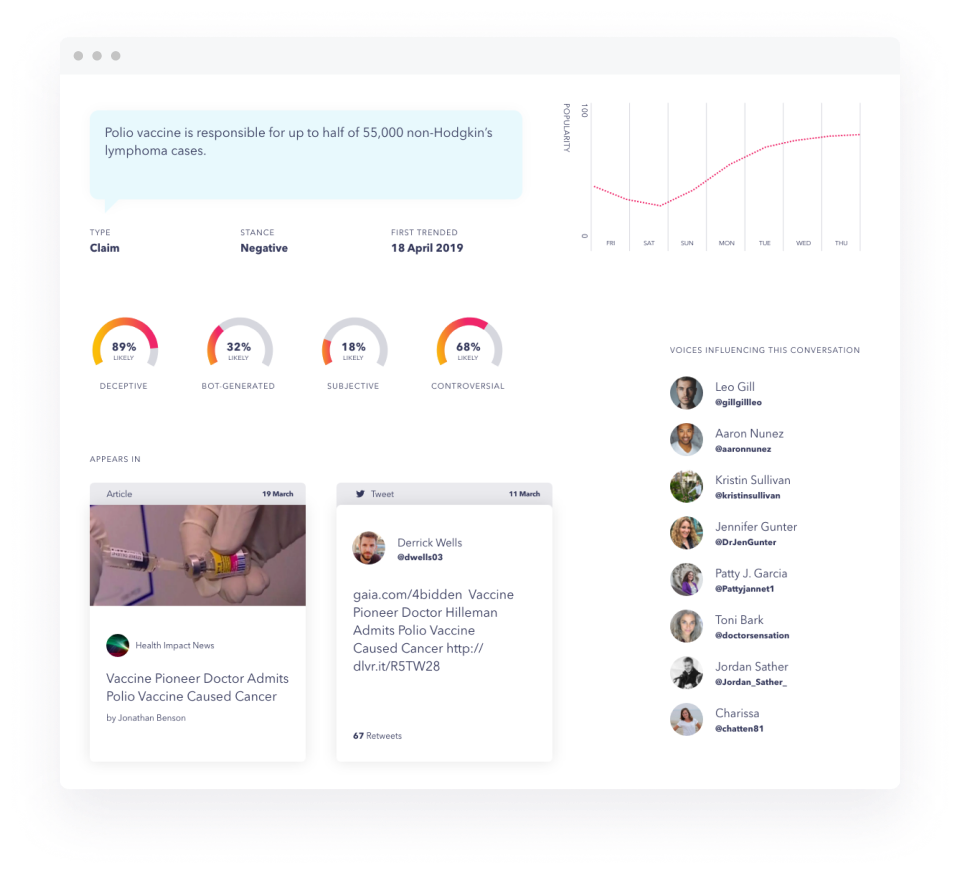 Polio vaccine is responsible for up to half of 55,000 non-Hodgkin's
lymphoma cases.
TYPE
Claim
STANCE
Negative
FIRST TRENDED
18 April 2019
POPULARITY
100
0
FRI
SAT
SUN
MON
TUE
WED
THU
89%
LIKELY
DECEPTIVE
32%
LIKELY
BOT-GENERATED
18%
LIKELY
SUBJECTIVE
68%
LIKELY
CONTROVERSIAL
APPEARS IN
Article
19 March
Health Impact News
Vaccine Pioneer Doctor Admits
Polio Vaccine Caused Cancer
by Jonathan Benson
Tweet
11 March
Derrick Wells
@dwells03
gaia.com/4bidden Vaccine
Pioneer Doctor Hilleman
Admits Polio Vaccine
Caused Cancer http://
dlvr.it/R5TW28
67 Retweets
VOICES INFLUENCING THIS CONVERSATION
Leo Gill
@gillgillleo
Aaron Nunez
@aaronnunez
Kristin Sullivan
@kristinsullivan
Jennifer Gunter
@DrJenGunter
Patty J. Garcia
@Pattyjannet1
Toni Bark
@doctorsensation
Jordan Sather
@Jordan_Sather_
Charissa
@chatten81